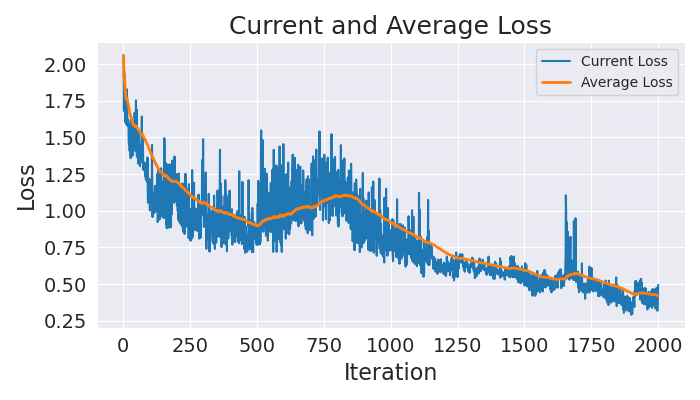 Current and Average Loss
Current Loss
Average Loss
Loss
2.00
1.75
1.50
1.25
1.00
0.75
0.50
0.25
0 250 500 750 1000 1250 1500 1750 2000
Iteration